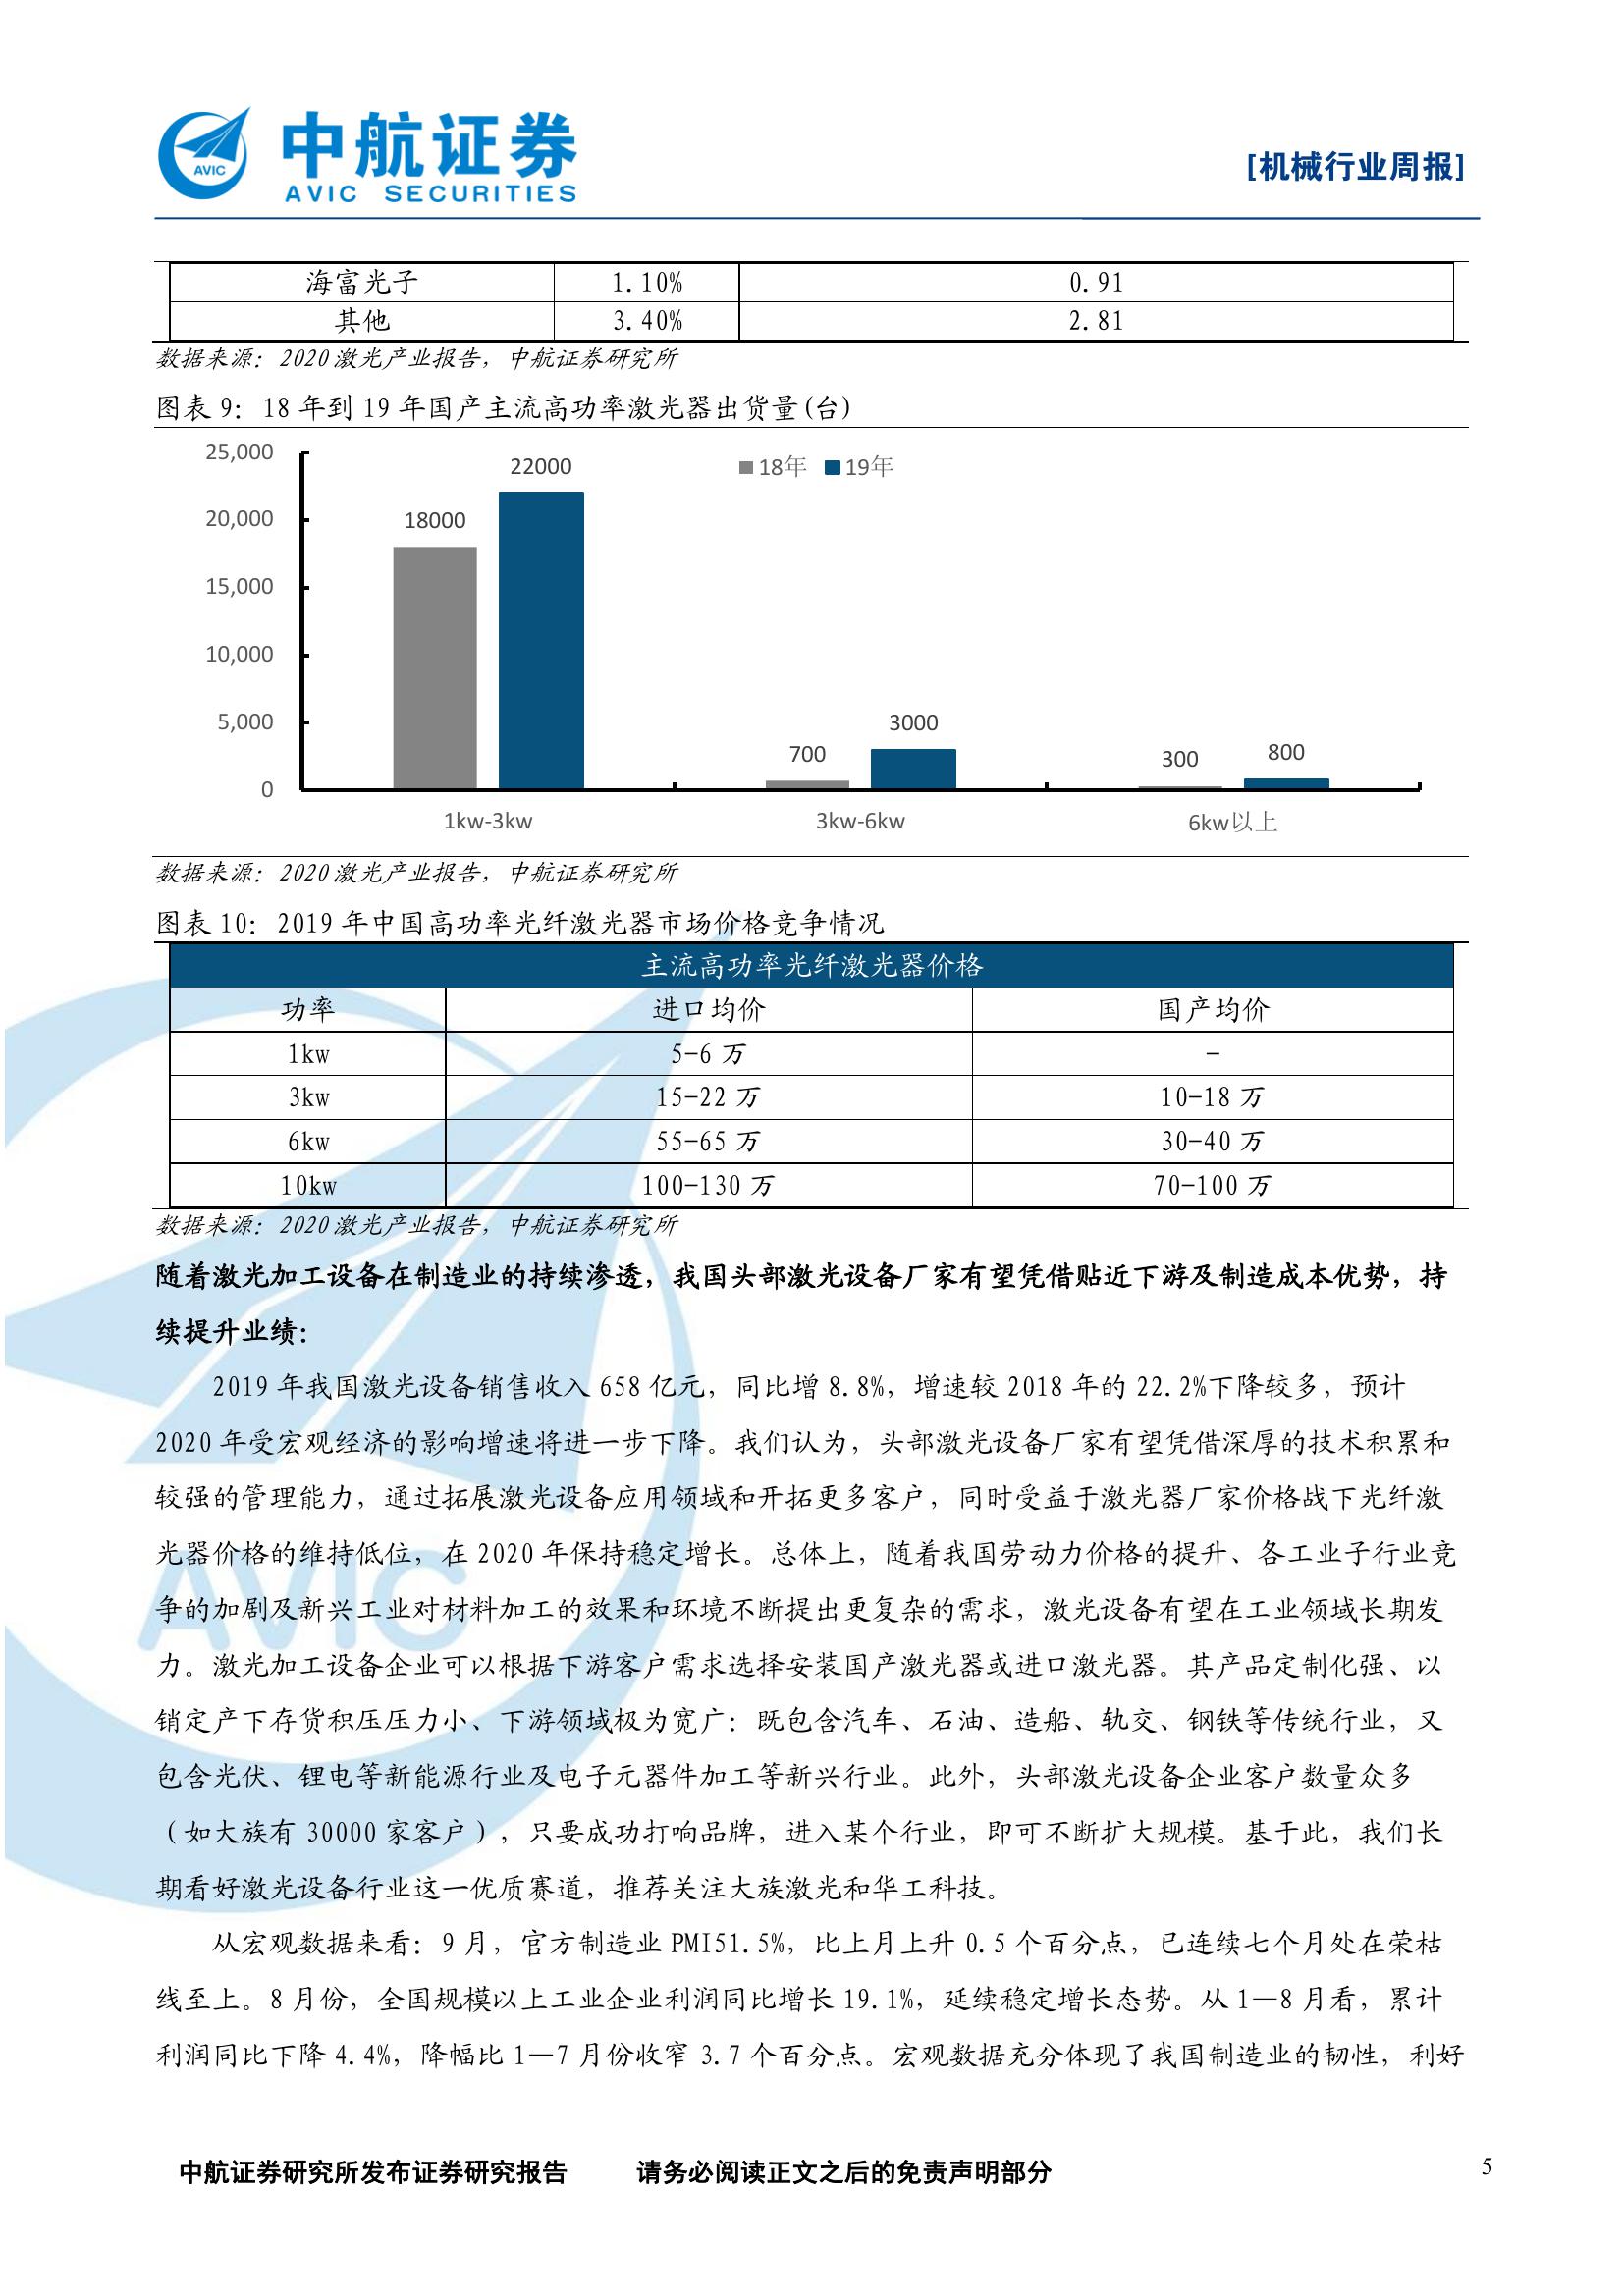 AVIC
中航证券
AVIC SECURITIES
[机械行业周报]
海富光子 1.10% 0.91
其他 3.40% 2.81
数据来源：2020激光产业报告，中航证券研究所
图表 9：18 年到 19 年国产主流高功率激光器出货量(台)
25,000
20,000
15,000
10,000
5,000
0
18年 19年
18000
22000
700
3000
300
800
1kw-3kw 3kw-6kw 6kw以上
数据来源：2020激光产业报告，中航证券研究所
图表 10：2019 年中国高功率光纤激光器市场价格竞争情况
主流高功率光纤激光器价格
功率 进口均价 国产均价
1kw 5-6 万 -
3kw 15-22 万 10-18 万
6kw 55-65 万 30-40 万
10kw 100-130 万 70-100 万
数据来源：2020激光产业报告，中航证券研究所
随着激光加工设备在制造业的持续渗透，我国头部激光设备厂家有望凭借贴近下游及制造成本优势，持
续提升业绩：
2019 年我国激光设备销售收入 658 亿元，同比增 8.8%，增速较 2018 年的 22.2%下降较多，预计
2020 年受宏观经济的影响增速将进一步下降。我们认为，头部激光设备厂家有望凭借深厚的技术积累和
较强的管理能力，通过拓展激光设备应用领域和开拓更多客户，同时受益于激光器厂家价格战下光纤激
光器价格的维持低位，在 2020 年保持稳定增长。总体上，随着我国劳动力价格的提升、各工业子行业竞
争的加剧及新兴工业对材料加工的效果和环境不断提出更复杂的需求，激光设备有望在工业领域长期发
力。激光加工设备企业可以根据下游客户需求选择安装国产激光器或进口激光器。其产品定制化强、以
销定产下存货积压压力小、下游领域极为宽广：既包含汽车、石油、造船、轨交、钢铁等传统行业，又
包含光伏、锂电等新能源行业及电子元器件加工等新兴行业。此外，头部激光设备企业客户数量众多
（如大族有 30000 家客户），只要成功打响品牌，进入某个行业，即可不断扩大规模。基于此，我们长
期看好激光设备行业这一优质赛道，推荐关注大族激光和华工科技。
从宏观数据来看：9 月，官方制造业 PMI51.5%，比上月上升 0.5 个百分点，已连续七个月处在荣枯
线至上。8 月份，全国规模以上工业企业利润同比增长 19.1%，延续稳定增长态势。从 1—8 月看，累计
利润同比下降 4.4%，降幅比 1—7 月份收窄 3.7 个百分点。宏观数据充分体现了我国制造业的韧性，利好
AVIC
中航证券研究所发布证券研究报告 请务必阅读正文之后的免责声明部分 5